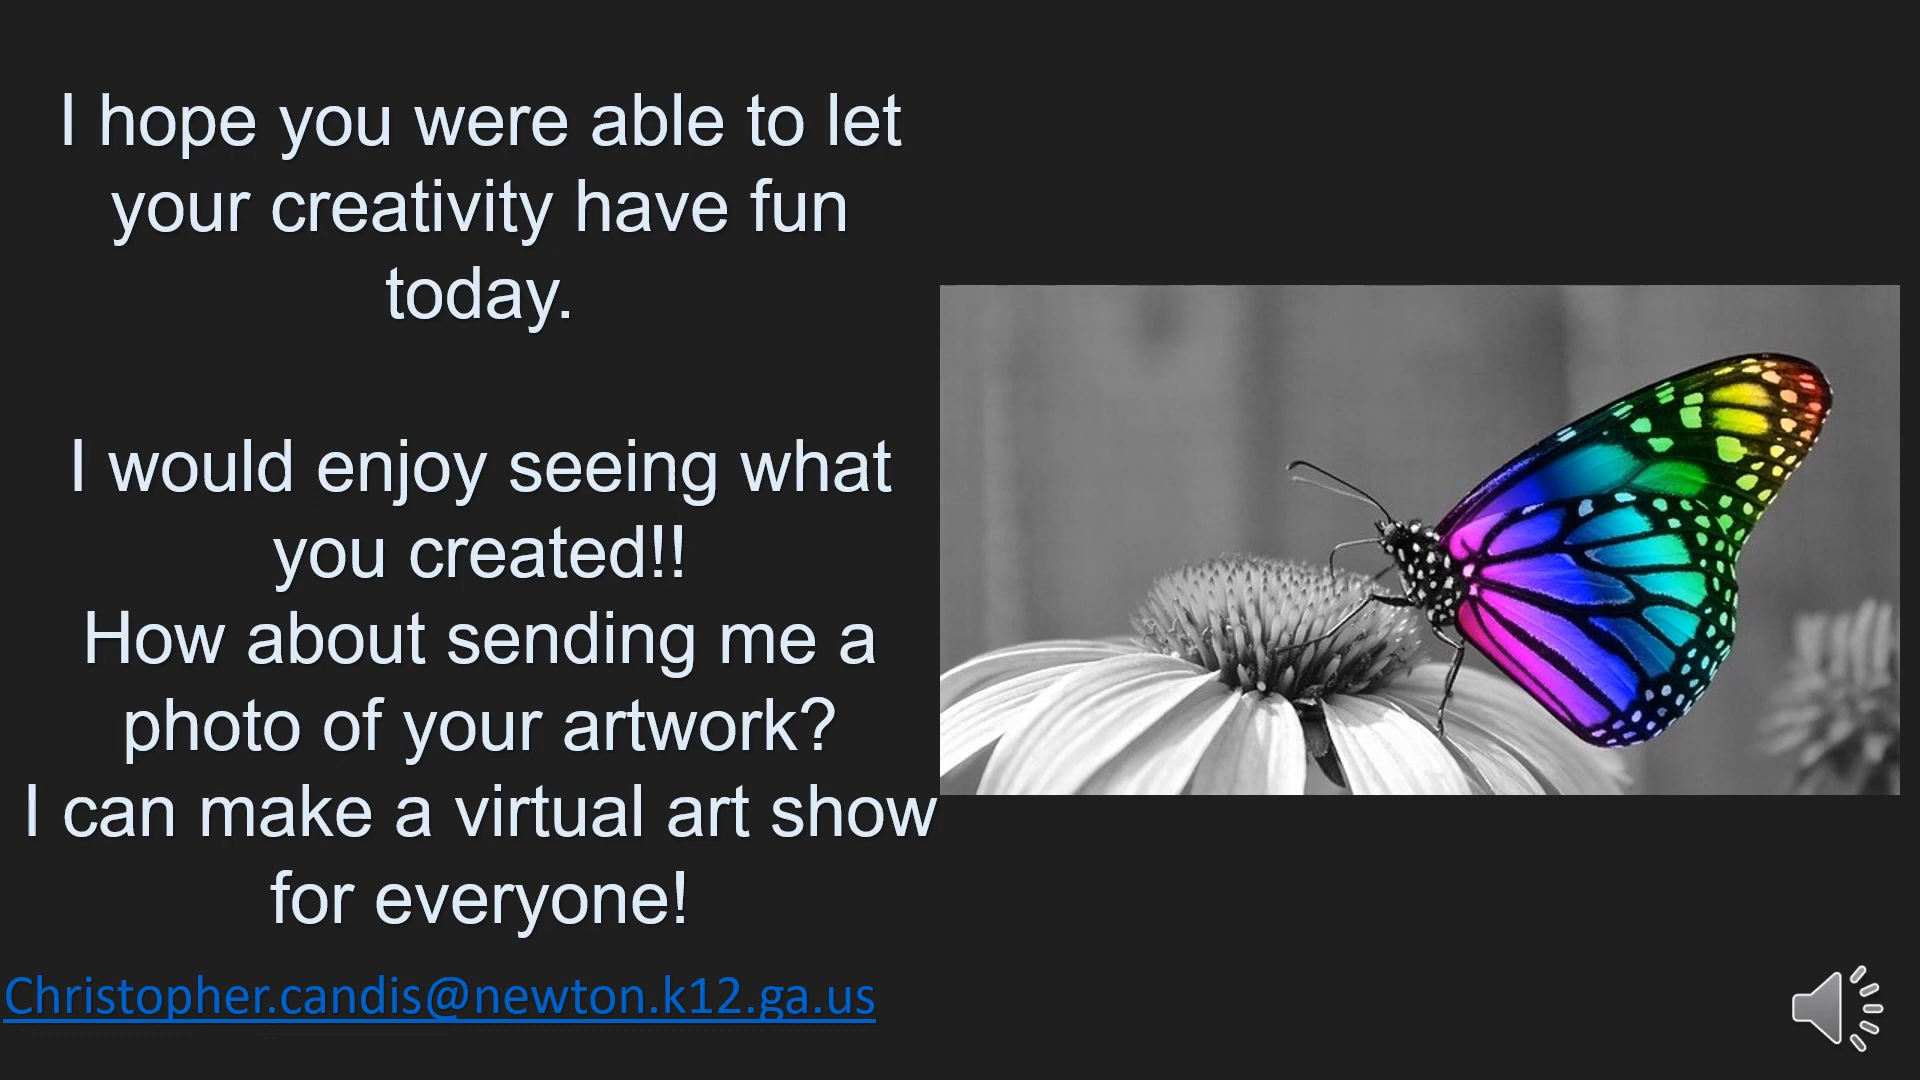 I hope you were able to let
your creativity have fun
today.
I would enjoy seeing what
you created!!
How about sending me a
photo of your artwork?
I can make a virtual art show
for everyone!
Christopher.candis@newton.k12.ga.us